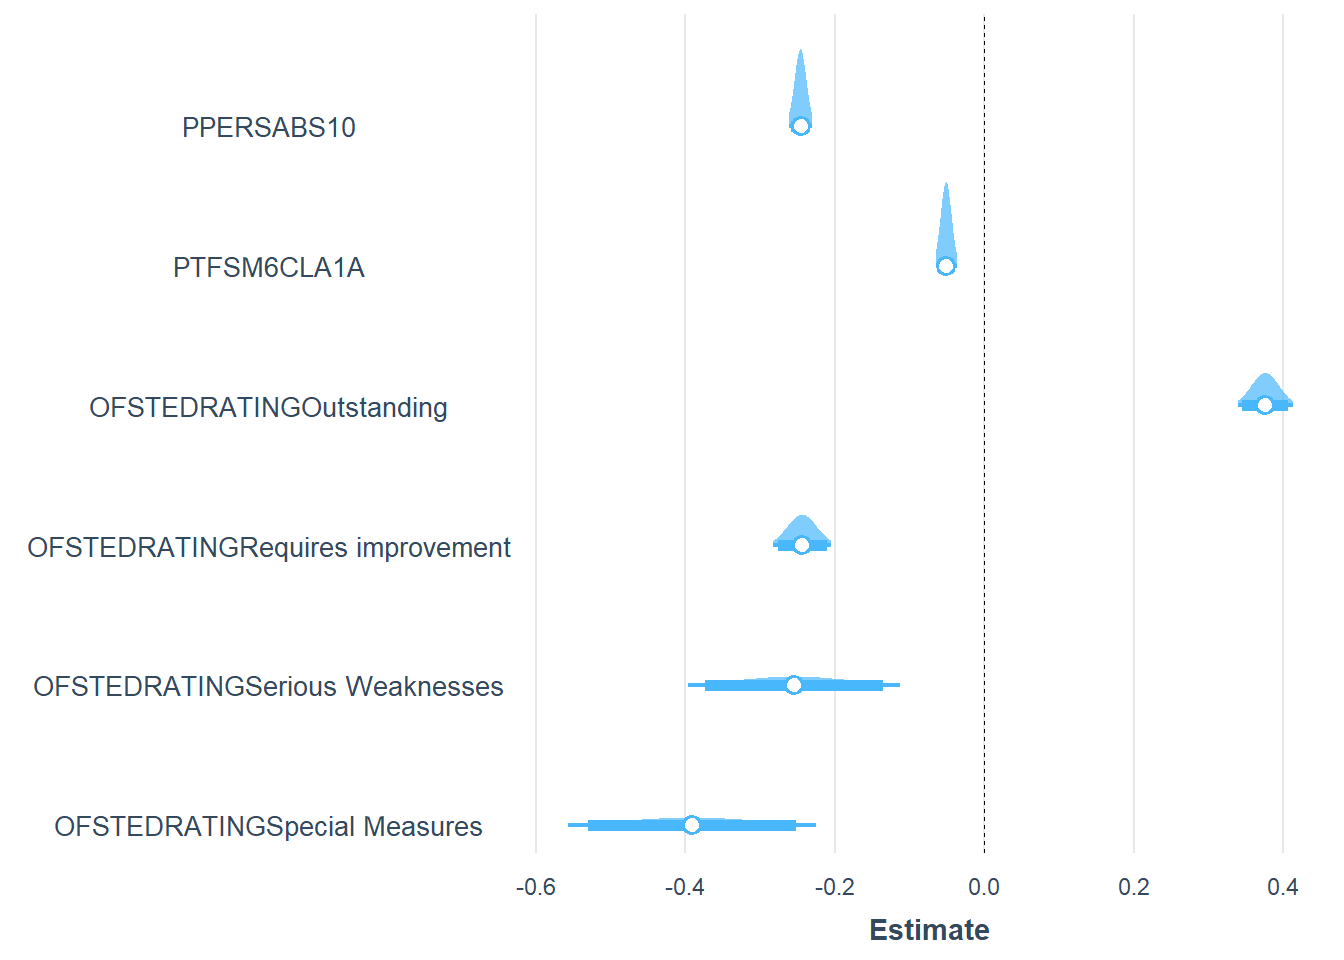 PPERSABS10
PTFSM6CLA1A
OFSTEDRATINGOutstanding
OFSTEDRATINGRequires improvement
OFSTEDRATINGSerious Weaknesses
OFSTEDRATINGSpecial Measures
-0.6 -0.4 -0.2 0.0 0.2 0.4
Estimate